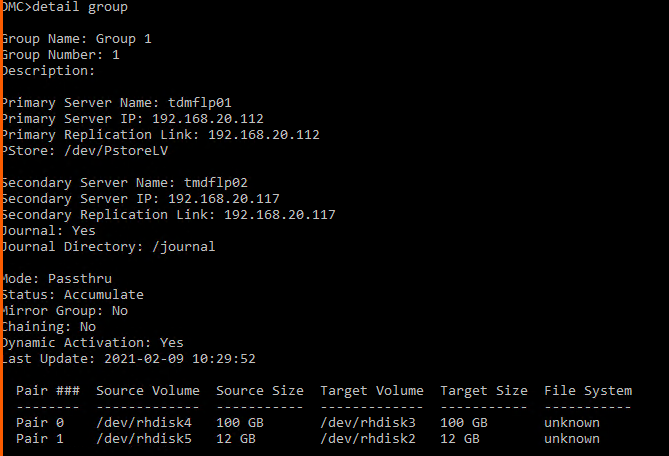 DMC>detail group
Group Name: Group 1
Group Number: 1
Description:
Primary Server Name: tdmflp01
Primary Server IP: 192.168.20.112
Primary Replication Link: 192.168.20.112
PStore: /dev/PstoreLV
Secondary Server Name: tmdflp02
Secondary Server IP: 192.168.20.117
Secondary Replication Link: 192.168.20.117
Journal: Yes
Journal Directory: /journal
Mode: Passthru
Status: Accumulate
Mirror Group: No
Chaining: No
Dynamic Activation: Yes
Last Update: 2021-02-09 10:29:52
Pair ### Source Volume Source Size Target Volume Target Size File System
-------- ------------- ----------- ------------- ----------- -----------
Pair 0 /dev/rhdisk4 100 GB /dev/rhdisk3 100 GB unknown
Pair 1 /dev/rhdisk5 12 GB /dev/rhdisk2 12 GB unknown